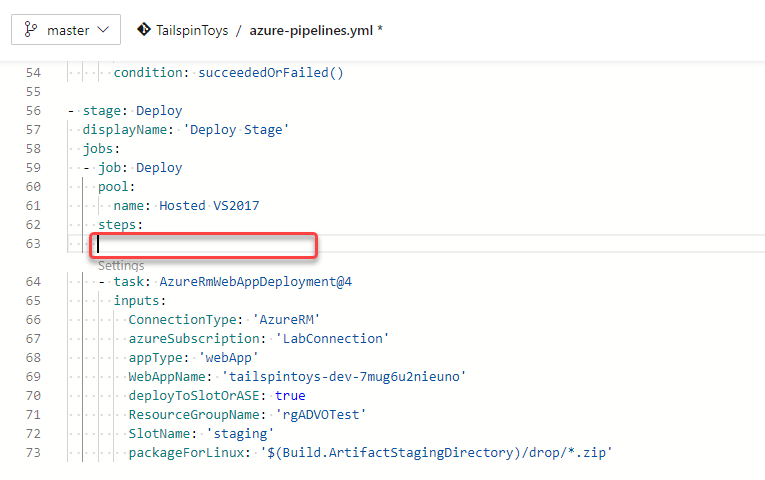 master TailspinToys / azure-pipelines.yml *
54 condition: succeededOrFailed()
55
56 - stage: Deploy
57 displayName: 'Deploy Stage'
58 jobs:
59 - job: Deploy
60 pool:
61 name: Hosted VS2017
62 steps:
63
Settings
64 - task: AzureRmWebAppDeployment@4
65 inputs:
66 ConnectionType: 'AzureRM'
67 azureSubscription: 'LabConnection'
68 appType: 'webApp'
69 WebAppName: 'tailspintoys-dev-7mug6u2nieuno'
70 deployToSlotOrASE: true
71 ResourceGroupName: 'rgADVOTest'
72 SlotName: 'staging'
73 packageForLinux: '$(Build.ArtifactStagingDirectory)/drop/*.zip'